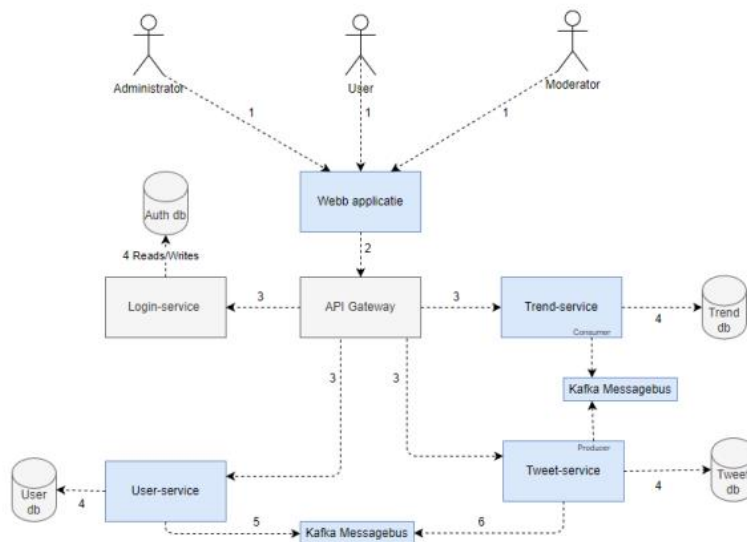 Administrator
User
Moderator
1
1
1
Webb applicatie
Auth db
2
4 Reads/Writes
Login-service
3
API Gateway
3
Trend-service
Consumer
4
Trend
db
3
3
Kafka Messagebus
Producer
User
db
4
User-service
Tweet-service
4
Tweet
db
5
Kafka Messagebus
6